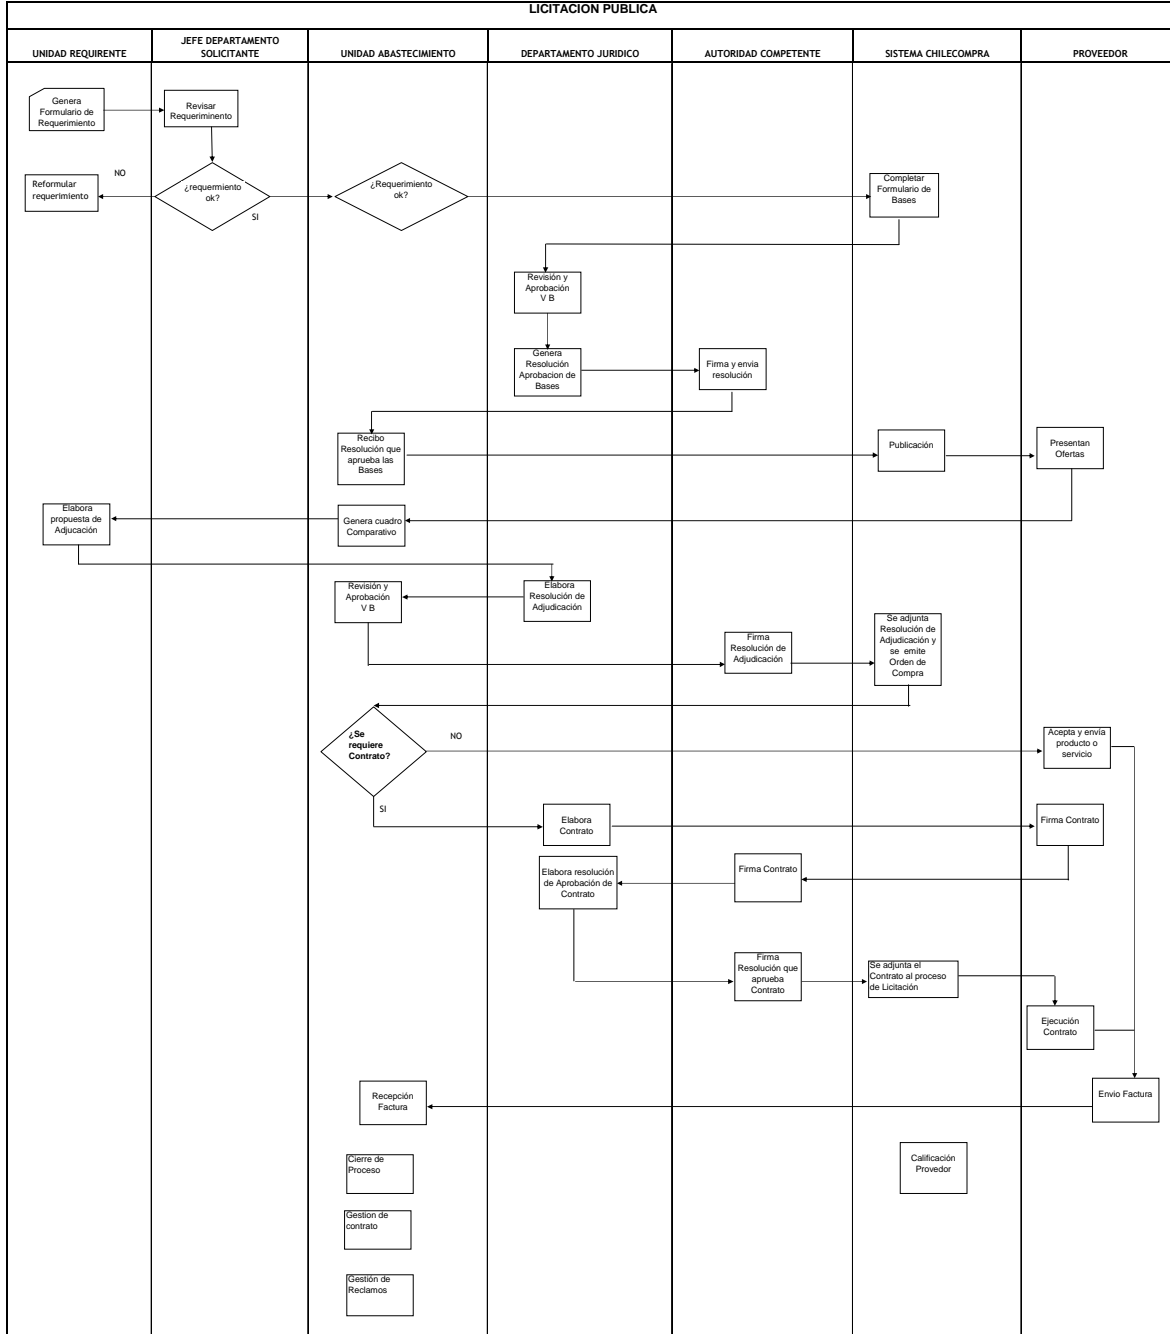 LICITACION PUBLICA
UNIDAD REQUIRENTE
JEFE DEPARTAMENTO
SOLICITANTE
UNIDAD ABASTECIMIENTO
DEPARTAMENTO JURIDICO
AUTORIDAD COMPETENTE
SISTEMA CHILECOMPRA
PROVEEDOR
Genera
Formulario de
Requerimiento
Revisar
Requeriminento
Reformular
requerimiento
NO
¿requermiento
ok?
SI
¿Requerimiento
ok?
Completar
Formulario de
Bases
Revisión y
Aprobación
V B
Genera
Resolución
Aprobacion de
Bases
Firma y envia
resolución
Recibo
Resolución que
aprueba las
Bases
Publicación
Presentan
Ofertas
Elabora
propuesta de
Adjucación
Genera cuadro
Comparativo
Revisión y
Aprobación
V B
Elabora
Resolución de
Adjudicación
Firma
Resolución de
Adjudicación
Se adjunta
Resolución de
Adjudicación y
se emite
Orden de
Compra
¿Se
requiere
Contrato?
NO
Acepta y envía
producto o
servicio
SI
Elabora
Contrato
Firma Contrato
Elabora resolución
de Aprobación de
Contrato
Firma Contrato
Firma
Resolución que
aprueba
Contrato
Se adjunta el
Contrato al proceso
de Licitación
Ejecución
Contrato
Recepción
Factura
Envio Factura
Cierre de
Proceso
Calificación
Provedor
Gestion de
contrato
Gestión de
Reclamos